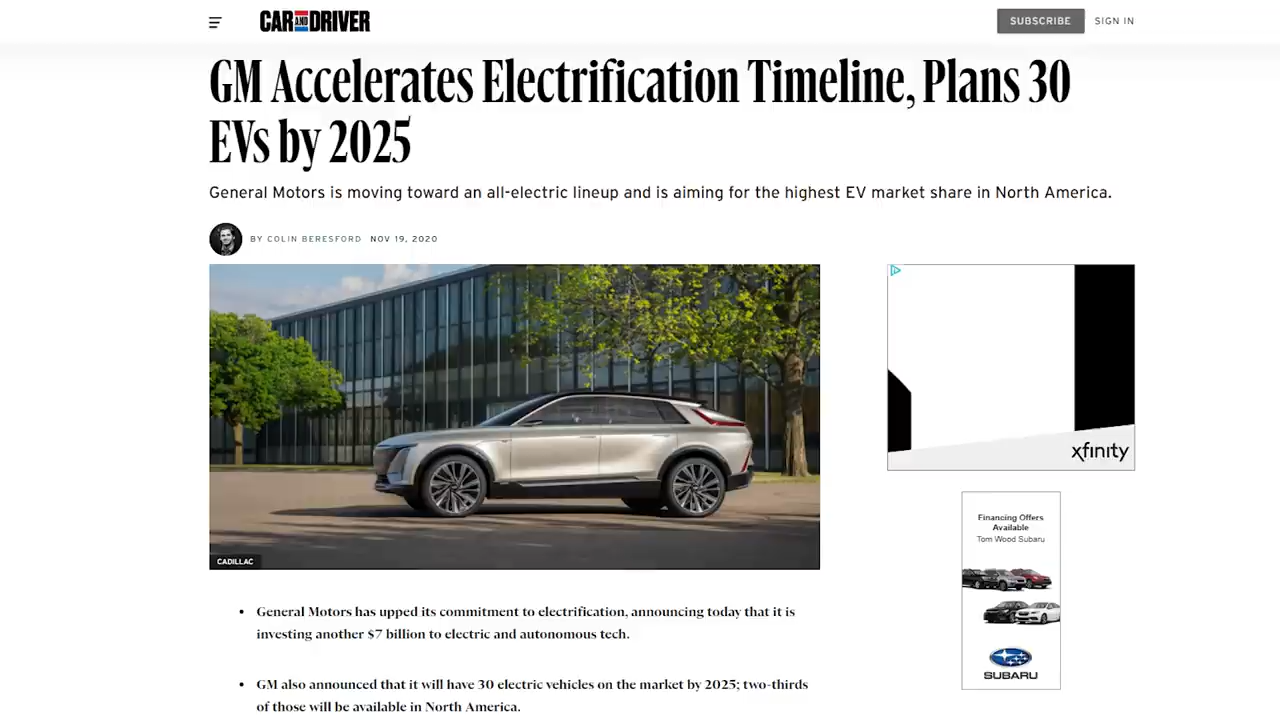 CAR AND DRIVER
SUBSCRIBE
SIGN IN
GM Accelerates Electrification Timeline, Plans 30
EVs by 2025
General Motors is moving toward an all-electric lineup and is aiming for the highest EV market share in North America.
BY COLIN BERESFORD NOV 19, 2020
CADILLAC
xfinity
Financing Offers
Available
Tom Wood Subaru
SUBARU
• General Motors has upped its commitment to electrification, announcing today that it is
investing another $7 billion to electric and autonomous tech.
• GM also announced that it will have 30 electric vehicles on the market by 2025; two-thirds
of those will be available in North America.